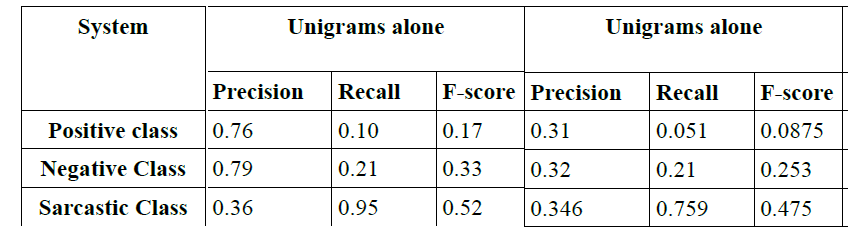 System Unigrams alone Unigrams alone
Precision Recall F-score Precision Recall F-score
Positive class 0.76 0.10 0.17 0.31 0.051 0.0875
Negative Class 0.79 0.21 0.33 0.32 0.21 0.253
Sarcastic Class 0.36 0.95 0.52 0.346 0.759 0.475